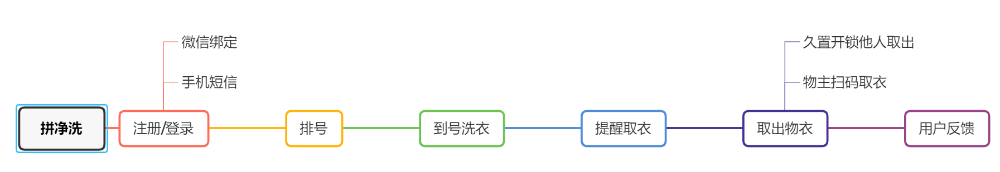 微信绑定
久置开锁他人取出
手机短信
物主扫码取衣
拼净洗
注册/登录
排号
到号洗衣
提醒取衣
取出物衣
用户反馈